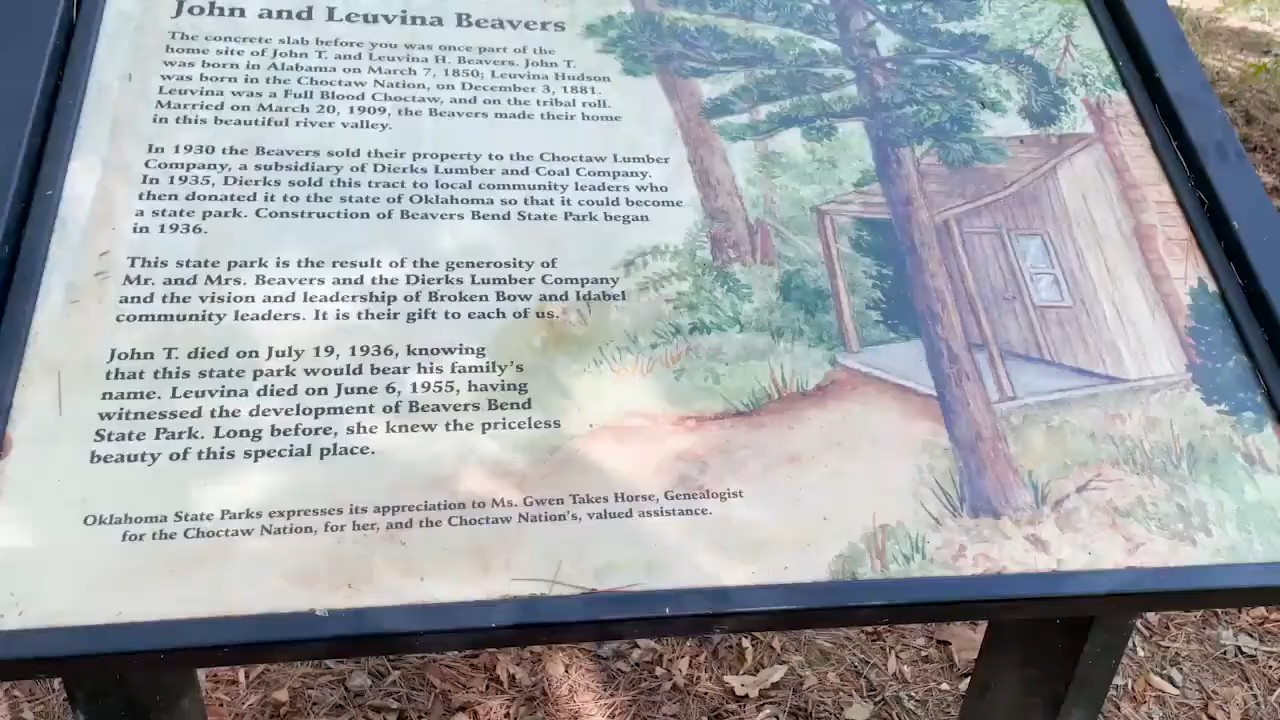 John and Leuvina Beavers
The concrete slab before you was once part of the
home site of John T. and Leuvina H. Beavers. John T.
was born in Alabama on March 7, 1850; Leuvina Hudson
was born in the Choctaw Nation, on December 3, 1881.
Leuvina was a Full Blood Choctaw, and on the tribal roll.
Married on March 20, 1909, the Beavers made their home
in this beautiful river valley.
In 1930 the Beavers sold their property to the Choctaw Lumber
Company, a subsidiary of Dierks Lumber and Coal Company.
In 1935, Dierks sold this tract to local community leaders who
then donated it to the state of Oklahoma so that it could become
a state park. Construction of Beavers Bend State Park began
in 1936.
This state park is the result of the generosity of
Mr. and Mrs. Beavers and the Dierks Lumber Company
and the vision and leadership of Broken Bow and Idabel
community leaders. It is their gift to each of us.
John T. died on July 19, 1936, knowing
that this state park would bear his family's
name. Leuvina died on June 6, 1955, having
witnessed the development of Beavers Bend
State Park. Long before, she knew the priceless
beauty of this special place.
Oklahoma State Parks expresses its appreciation to Ms. Gwen Takes Horse, Genealogist
for the Choctaw Nation, for her, and the Choctaw Nation's, valued assistance.